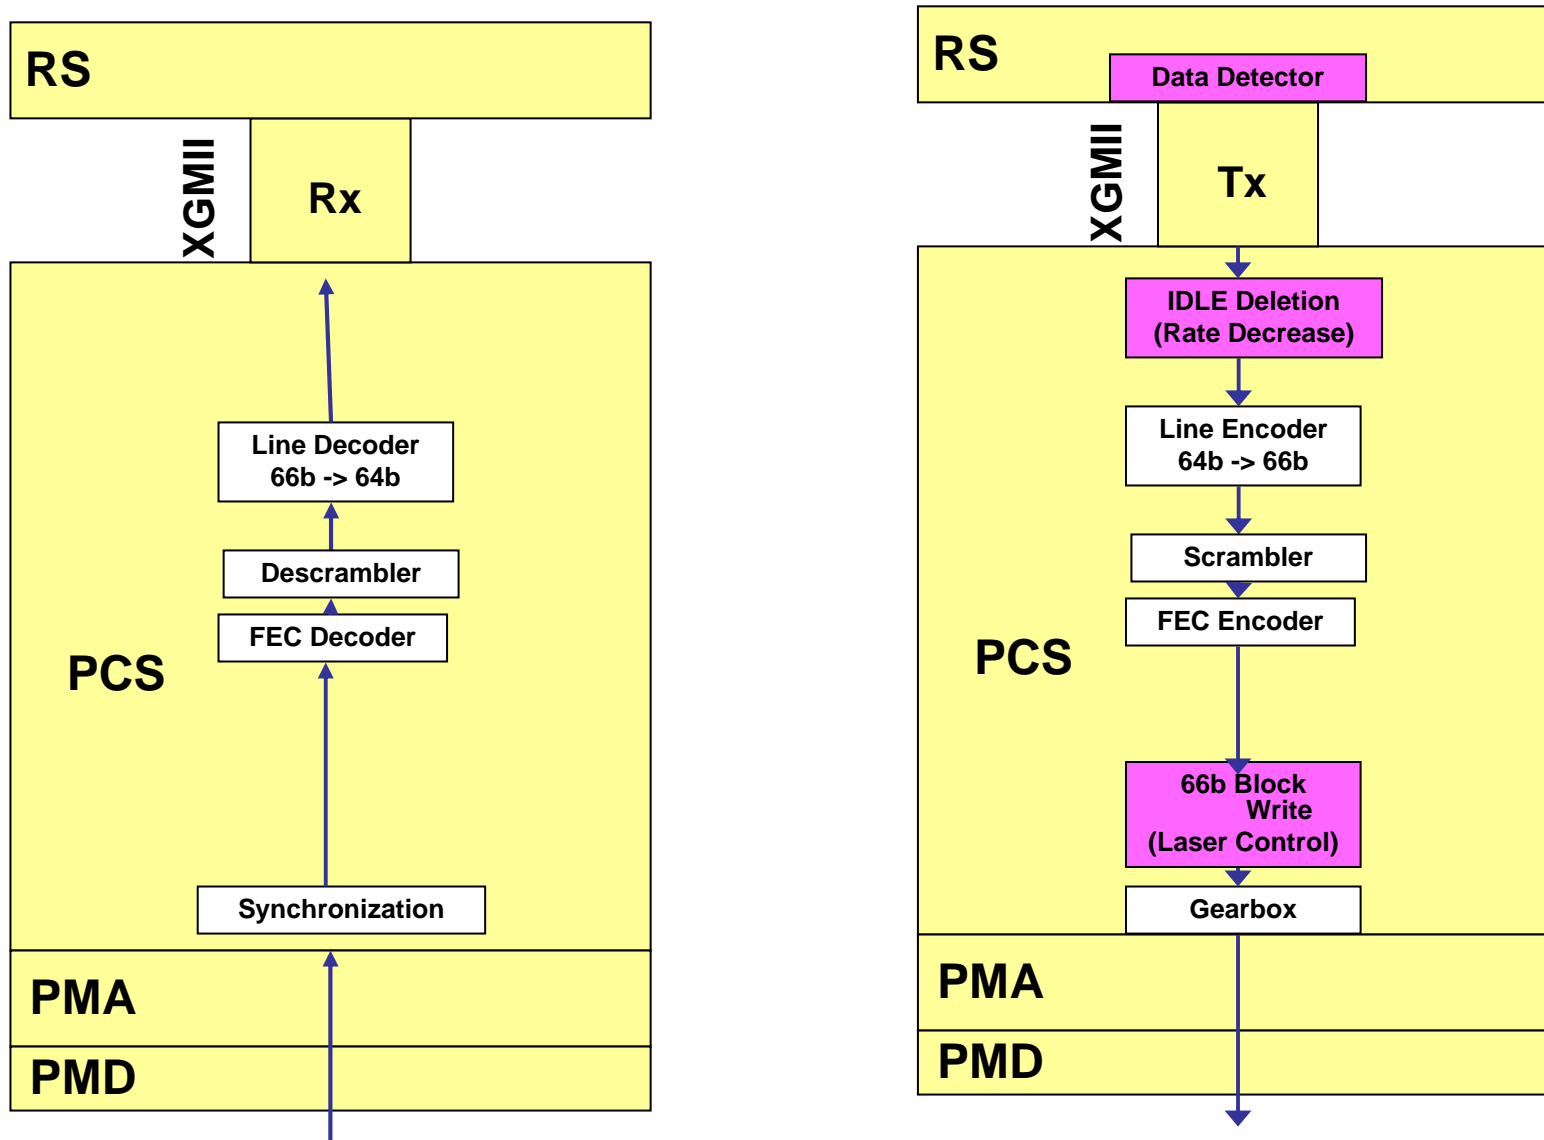 RS
XGMII
Rx
Line Decoder
66b -> 64b
Descrambler
FEC Decoder
PCS
Synchronization
PMA
PMD
RS
Data Detector
XGMII
Tx
IDLE Deletion
(Rate Decrease)
Line Encoder
64b -> 66b
Scrambler
FEC Encoder
PCS
66b Block
Write
(Laser Control)
Gearbox
PMA
PMD